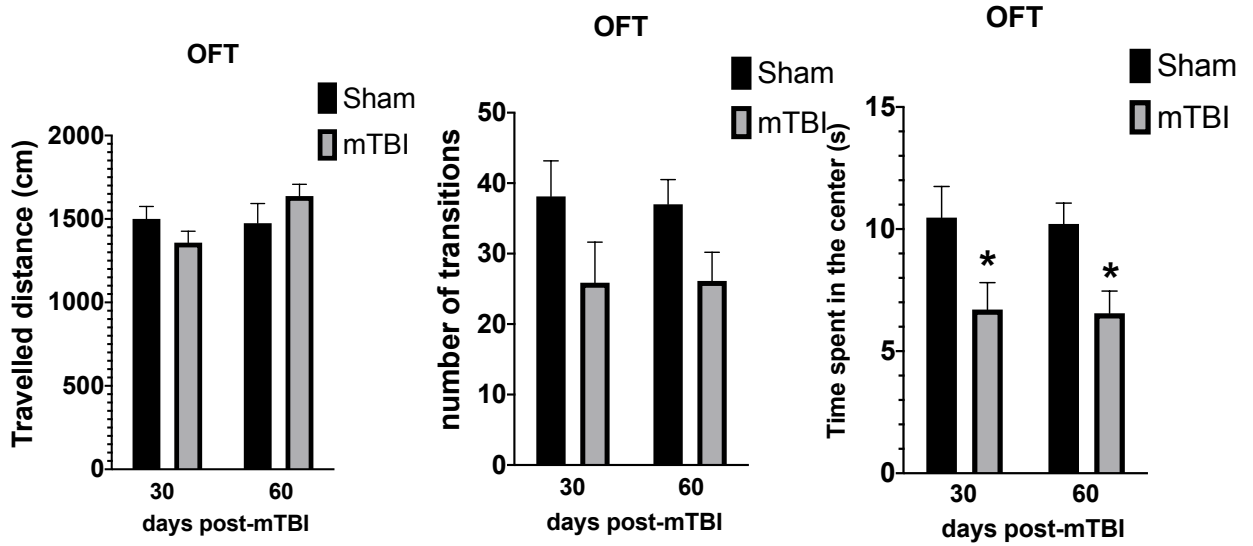 OFT
Sham
mTBI
Travelled distance (cm)
2000
1500
1000
500
0
30 60
days post-mTBI
OFT
Sham
mTBI
number of transitions
50
40
30
20
10
0
30 60
days post-mTBI
OFT
Sham
mTBI
Time spent in the center (s)
15
10
5
0
* *
30 60
days post-mTBI